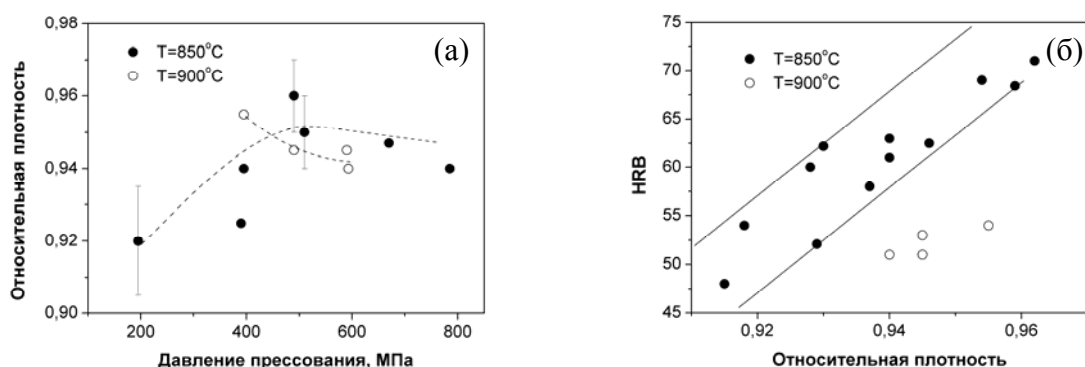 0,98
0,96
0,94
0,92
0,90
Относительная плотность
T=850°C
T=900°C
(а)
200
400
600
800
Давление прессования, МПа
75
70
65
60
55
50
45
HRB
T=850°C
T=900°C
(б)
0,92
0,94
0,96
Относительная плотность